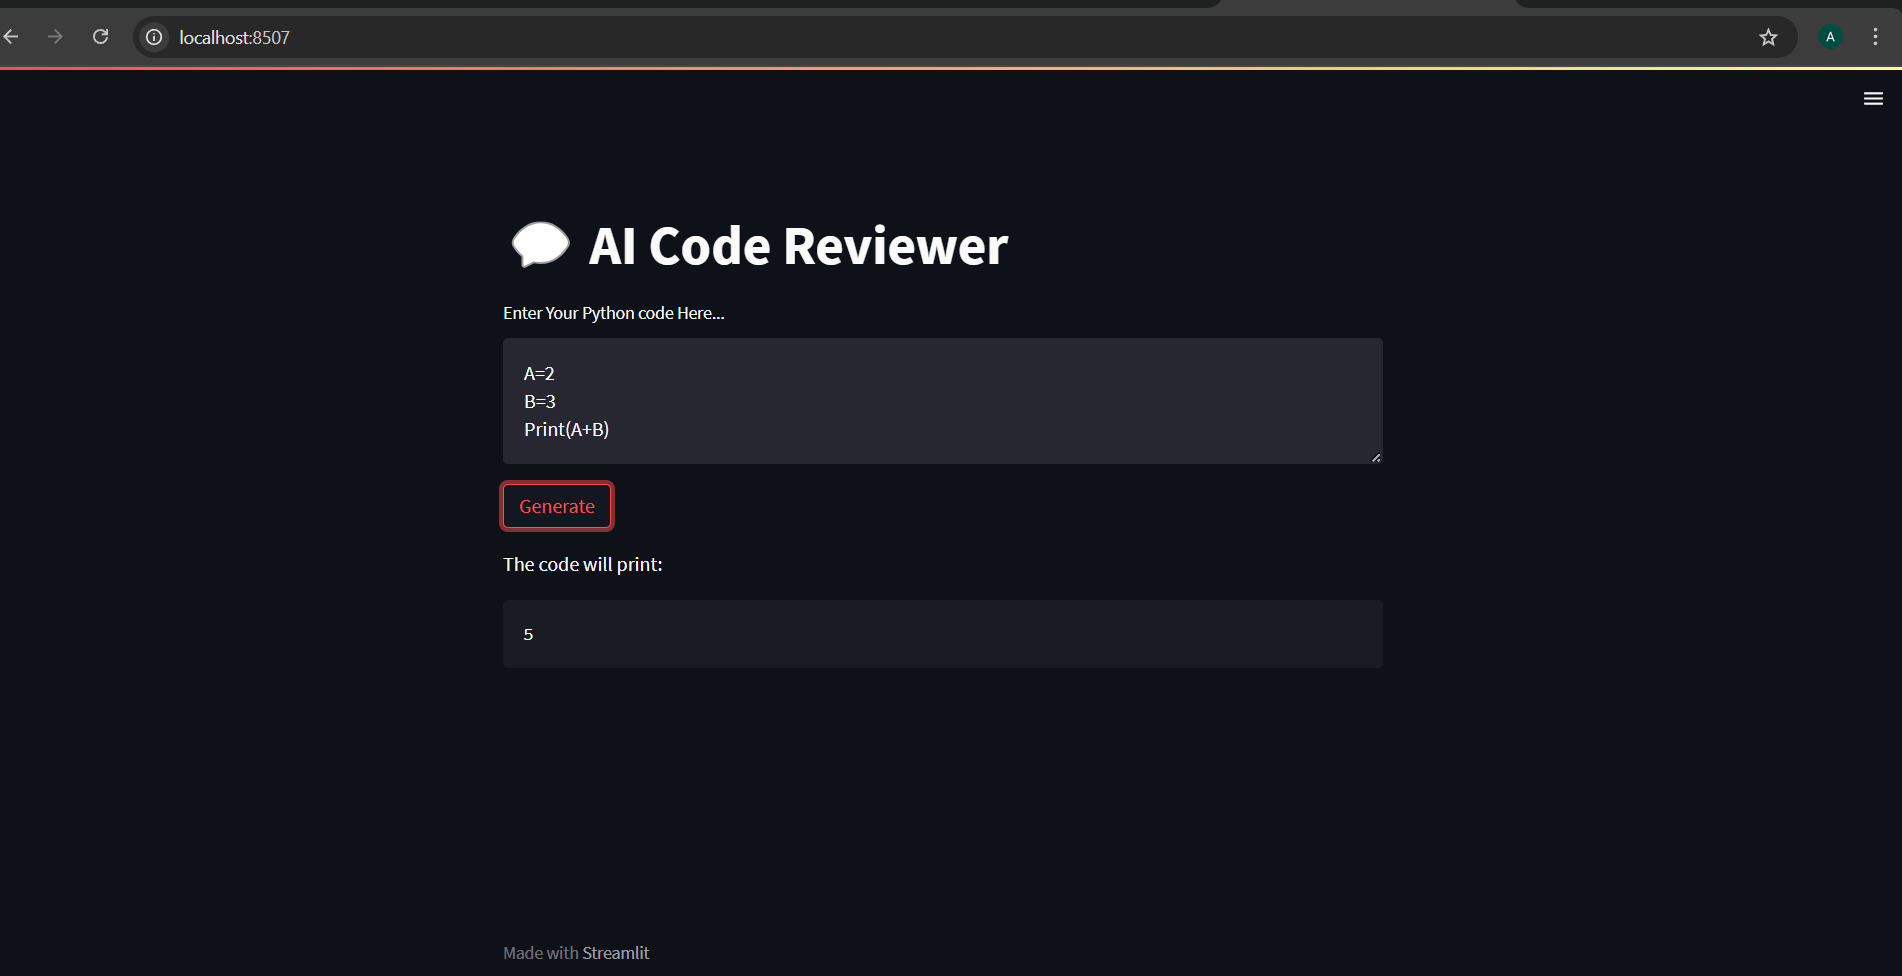 localhost:8507
A
AI Code Reviewer
Enter Your Python code Here...
A=2
B=3
Print(A+B)
Generate
The code will print:
5
Made with Streamlit